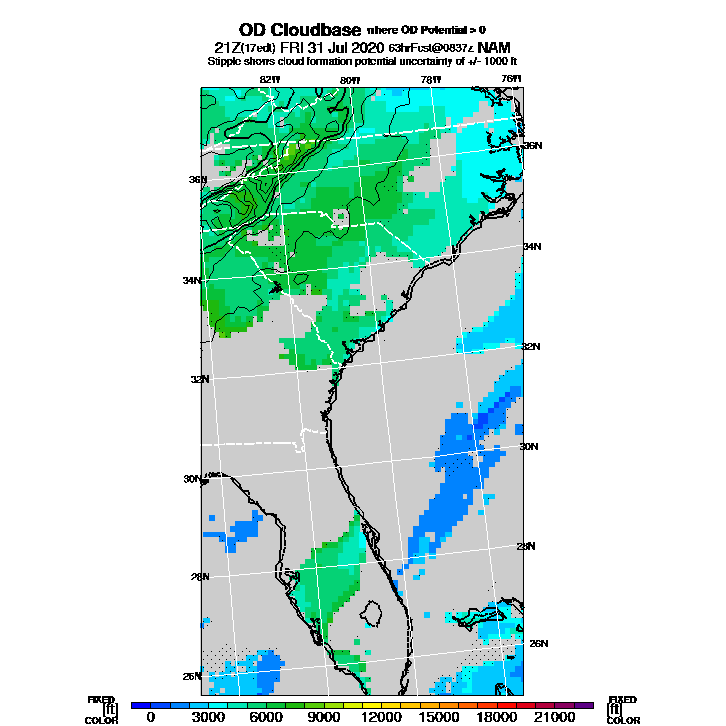 OD Cloudbase where OD Potential > 0
21Z(17edt) FRI 31 Jul 2020 63hrFcst@0837z NAM
Stipple shows cloud formation potential uncertainty of +/- 1000 ft
82W 80W 78W 76W
36N 36N
34N 34N
32N 32N
30N 30N
28N 28N
26N 26N
FIXED FIXED
[ft] 0 3000 6000 9000 12000 15000 18000 21000 [ft]
COLOR COLOR